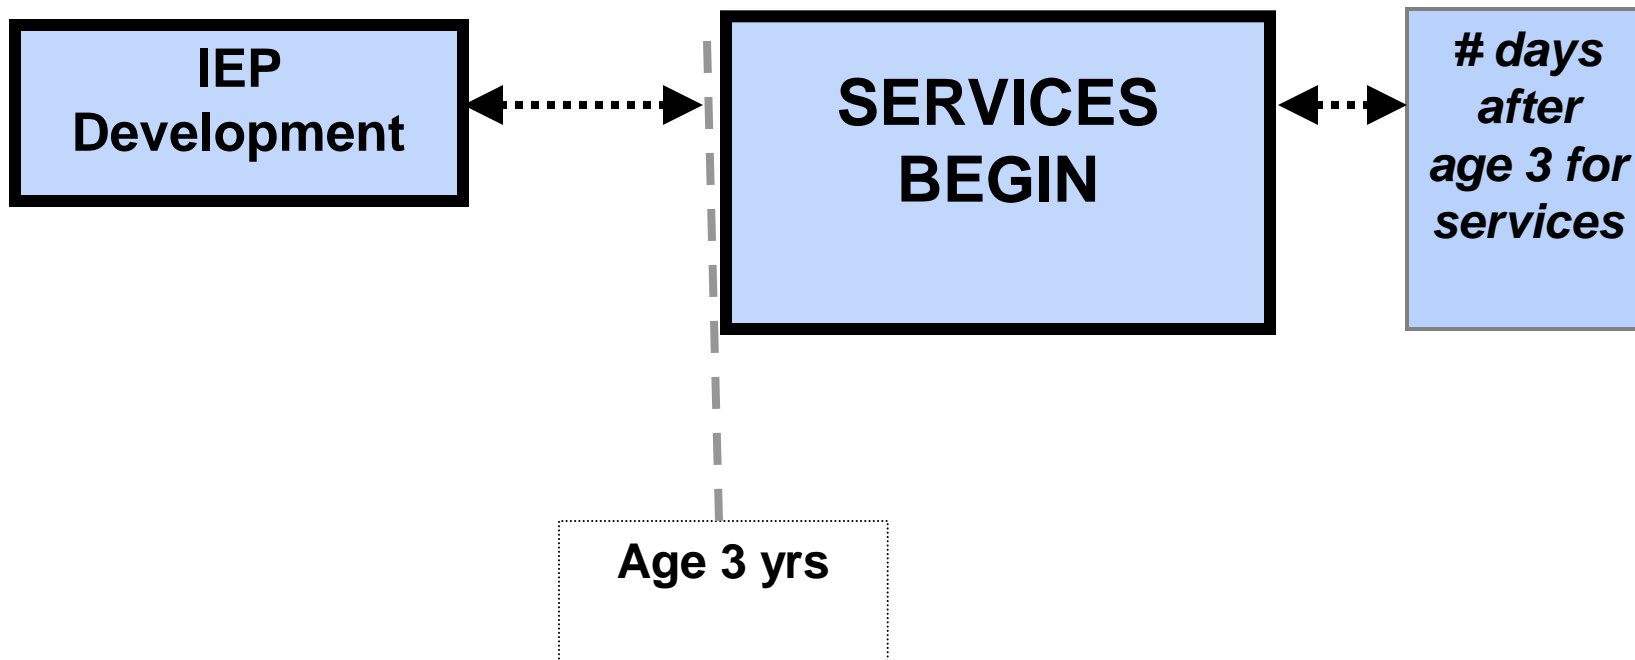 IEP
Development
SERVICES
BEGIN
# days
after
age 3 for
services
Age 3 yrs